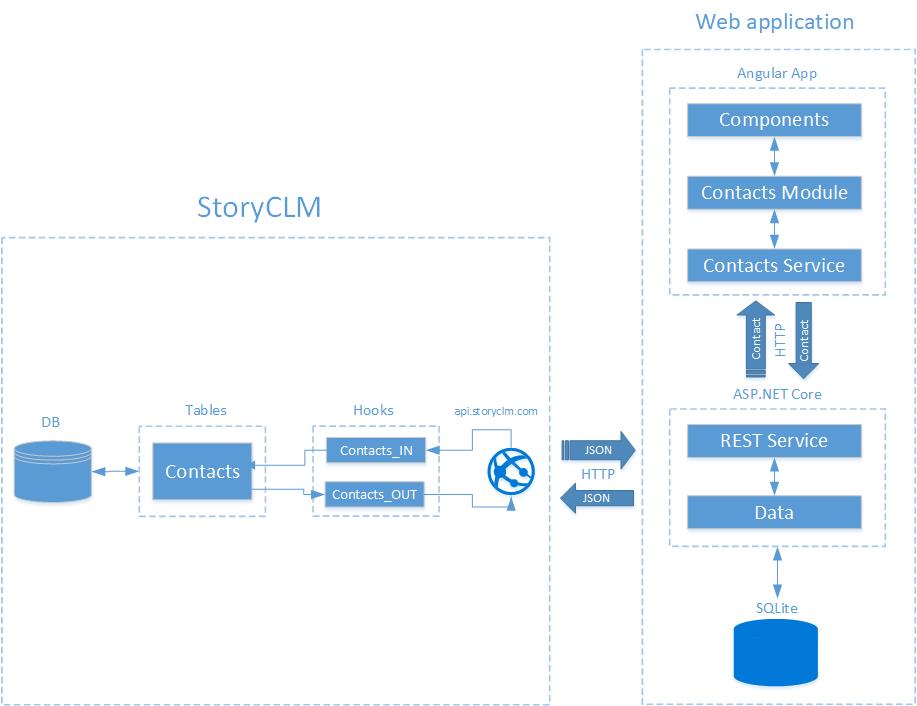 Web application
Angular App
Components
Contacts Module
Contacts Service
Contact
HTTP
Contact
ASP.NET Core
REST Service
Data
SQLite
StoryCLM
DB
Tables
Contacts
Hooks
Contacts_IN
Contacts_OUT
api.storyclm.com
JSON
HTTP
JSON